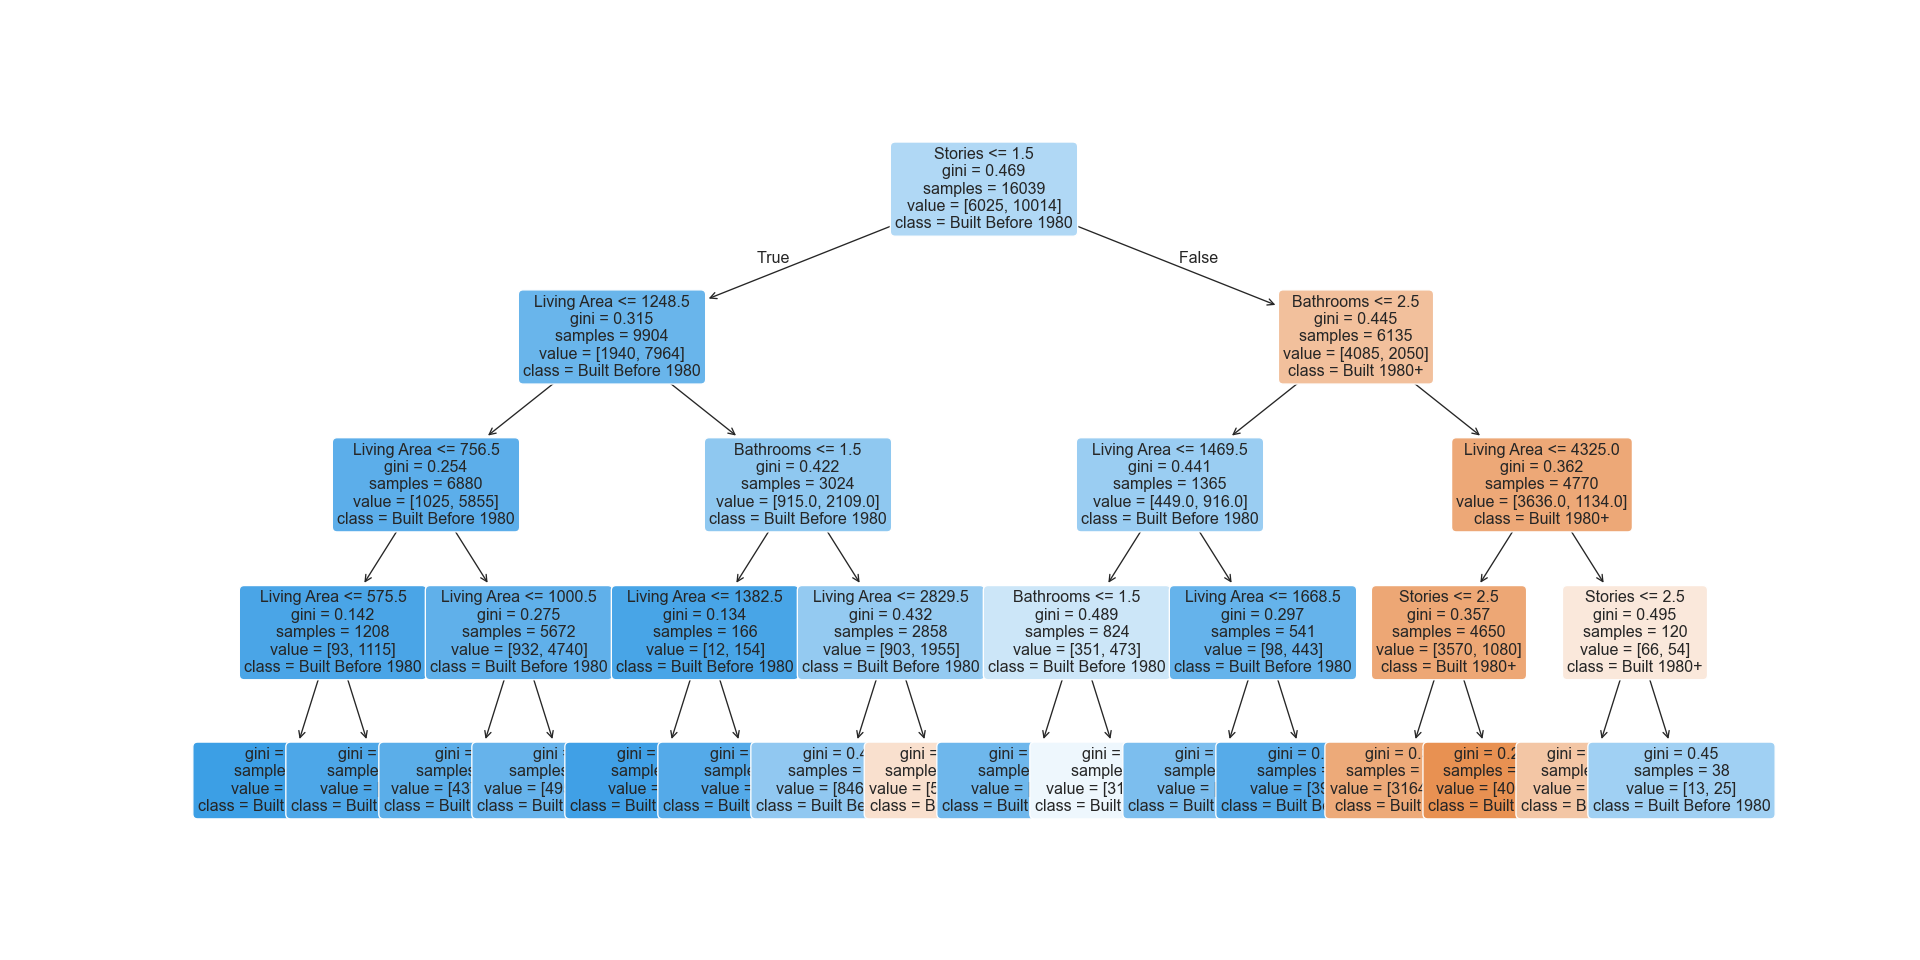 Stories <= 1.5
gini = 0.469
samples = 16039
value = [6025, 10014]
class = Built Before 1980
True
False
Living Area <= 1248.5
gini = 0.315
samples = 9904
value = [1940, 7964]
class = Built Before 1980
Bathrooms <= 2.5
gini = 0.445
samples = 6135
value = [4085, 2050]
class = Built 1980+
Living Area <= 756.5
gini = 0.254
samples = 6880
value = [1025, 5855]
class = Built Before 1980
Bathrooms <= 1.5
gini = 0.422
samples = 3024
value = [915.0, 2109.0]
class = Built Before 1980
Living Area <= 1469.5
gini = 0.441
samples = 1365
value = [449.0, 916.0]
class = Built Before 1980
Living Area <= 4325.0
gini = 0.362
samples = 4770
value = [3636.0, 1134.0]
class = Built 1980+
Living Area <= 575.5
gini = 0.142
samples = 1208
value = [93, 1115]
class = Built Before 1980
Living Area <= 1000.5
gini = 0.275
samples = 5672
value = [932, 4740]
class = Built Before 1980
Living Area <= 1382.5
gini = 0.134
samples = 166
value = [12, 154]
class = Built Before 1980
Living Area <= 2829.5
gini = 0.432
samples = 2858
value = [903, 1955]
class = Built Before 1980
Bathrooms <= 1.5
gini = 0.489
samples = 824
value = [351, 473]
class = Built Before 1980
Living Area <= 1668.5
gini = 0.297
samples = 541
value = [98, 443]
class = Built Before 1980
Stories <= 2.5
gini = 0.357
samples = 4650
value = [3570, 1080]
class = Built 1980+
Stories <= 2.5
gini = 0.495
samples = 120
value = [66, 54]
class = Built 1980+
gini =
value =
class = Built
gini =
value =
class = Built
gini =
value = [43
class = Built
gini
value = [49
class = Built
gini =
value =
class = Built
gini =
value =
class = Built
gini = 0.4
samples =
value = [846
class = Built
gini =
value = [5
class =
gini =
value =
class = Built
gini =
value = [31
class = Built
gini =
value =
class = Built
gini = 0.
samples =
value = [39
class = Built
gini = 0.
samples =
value = [3164
class = Built
gini = 0.2
samples =
value = [40
class = Built
gini =
value = [
class =
gini = 0.45
samples = 38
value = [13, 25]
class = Built Before 1980